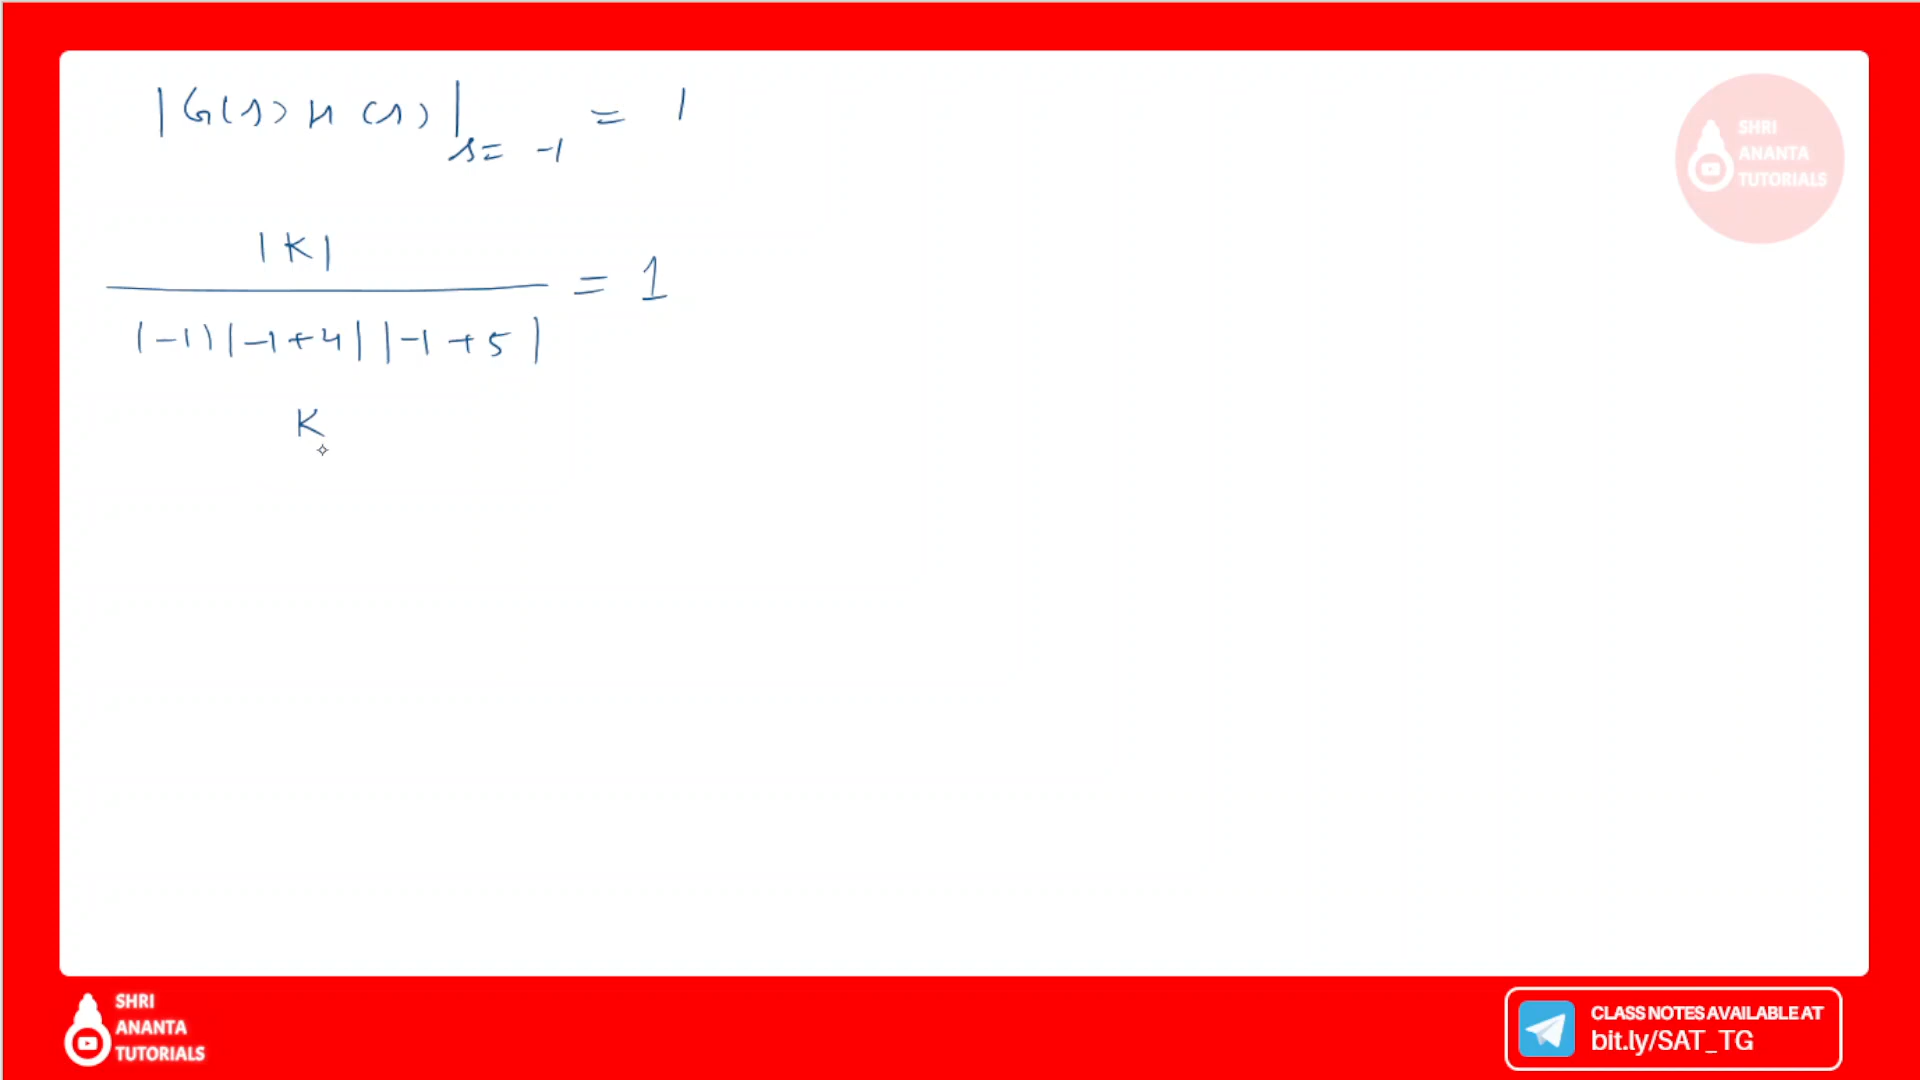 |G(s) H(s)|
s = -1 = 1
SHRI
ANANTA
TUTORIALS
|K|
= 1
|-1| |-1+4| |-1+5|
K
SHRI
ANANTA
TUTORIALS
CLASS NOTES AVAILABLE AT
bit.ly/SAT_TG